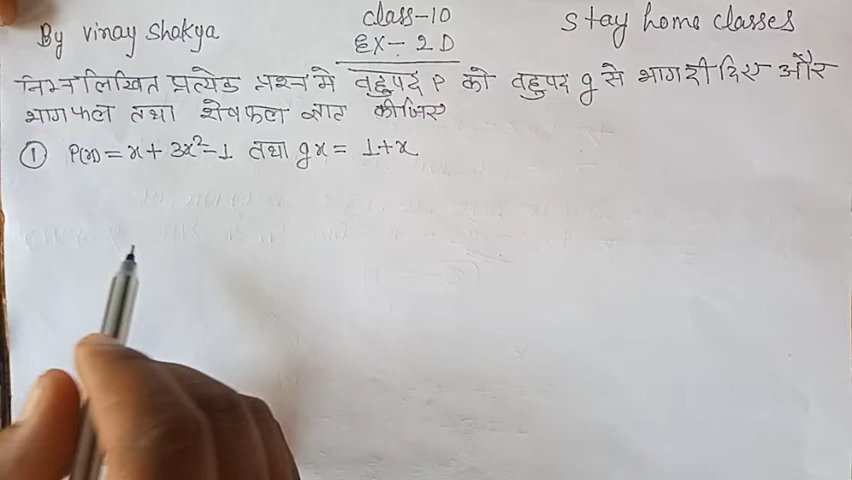 By Vinay Shakya
class-10
EX-2D
Stay home classes
निम्नलिखित प्रत्येक प्रश्न मे बहुपद P को बहुपद g से भाग दीजिए और
भागफल तथा शेषफल ज्ञात कीजिए
① P(x) = x + 3x² - 1 तथा gx = 1 + x